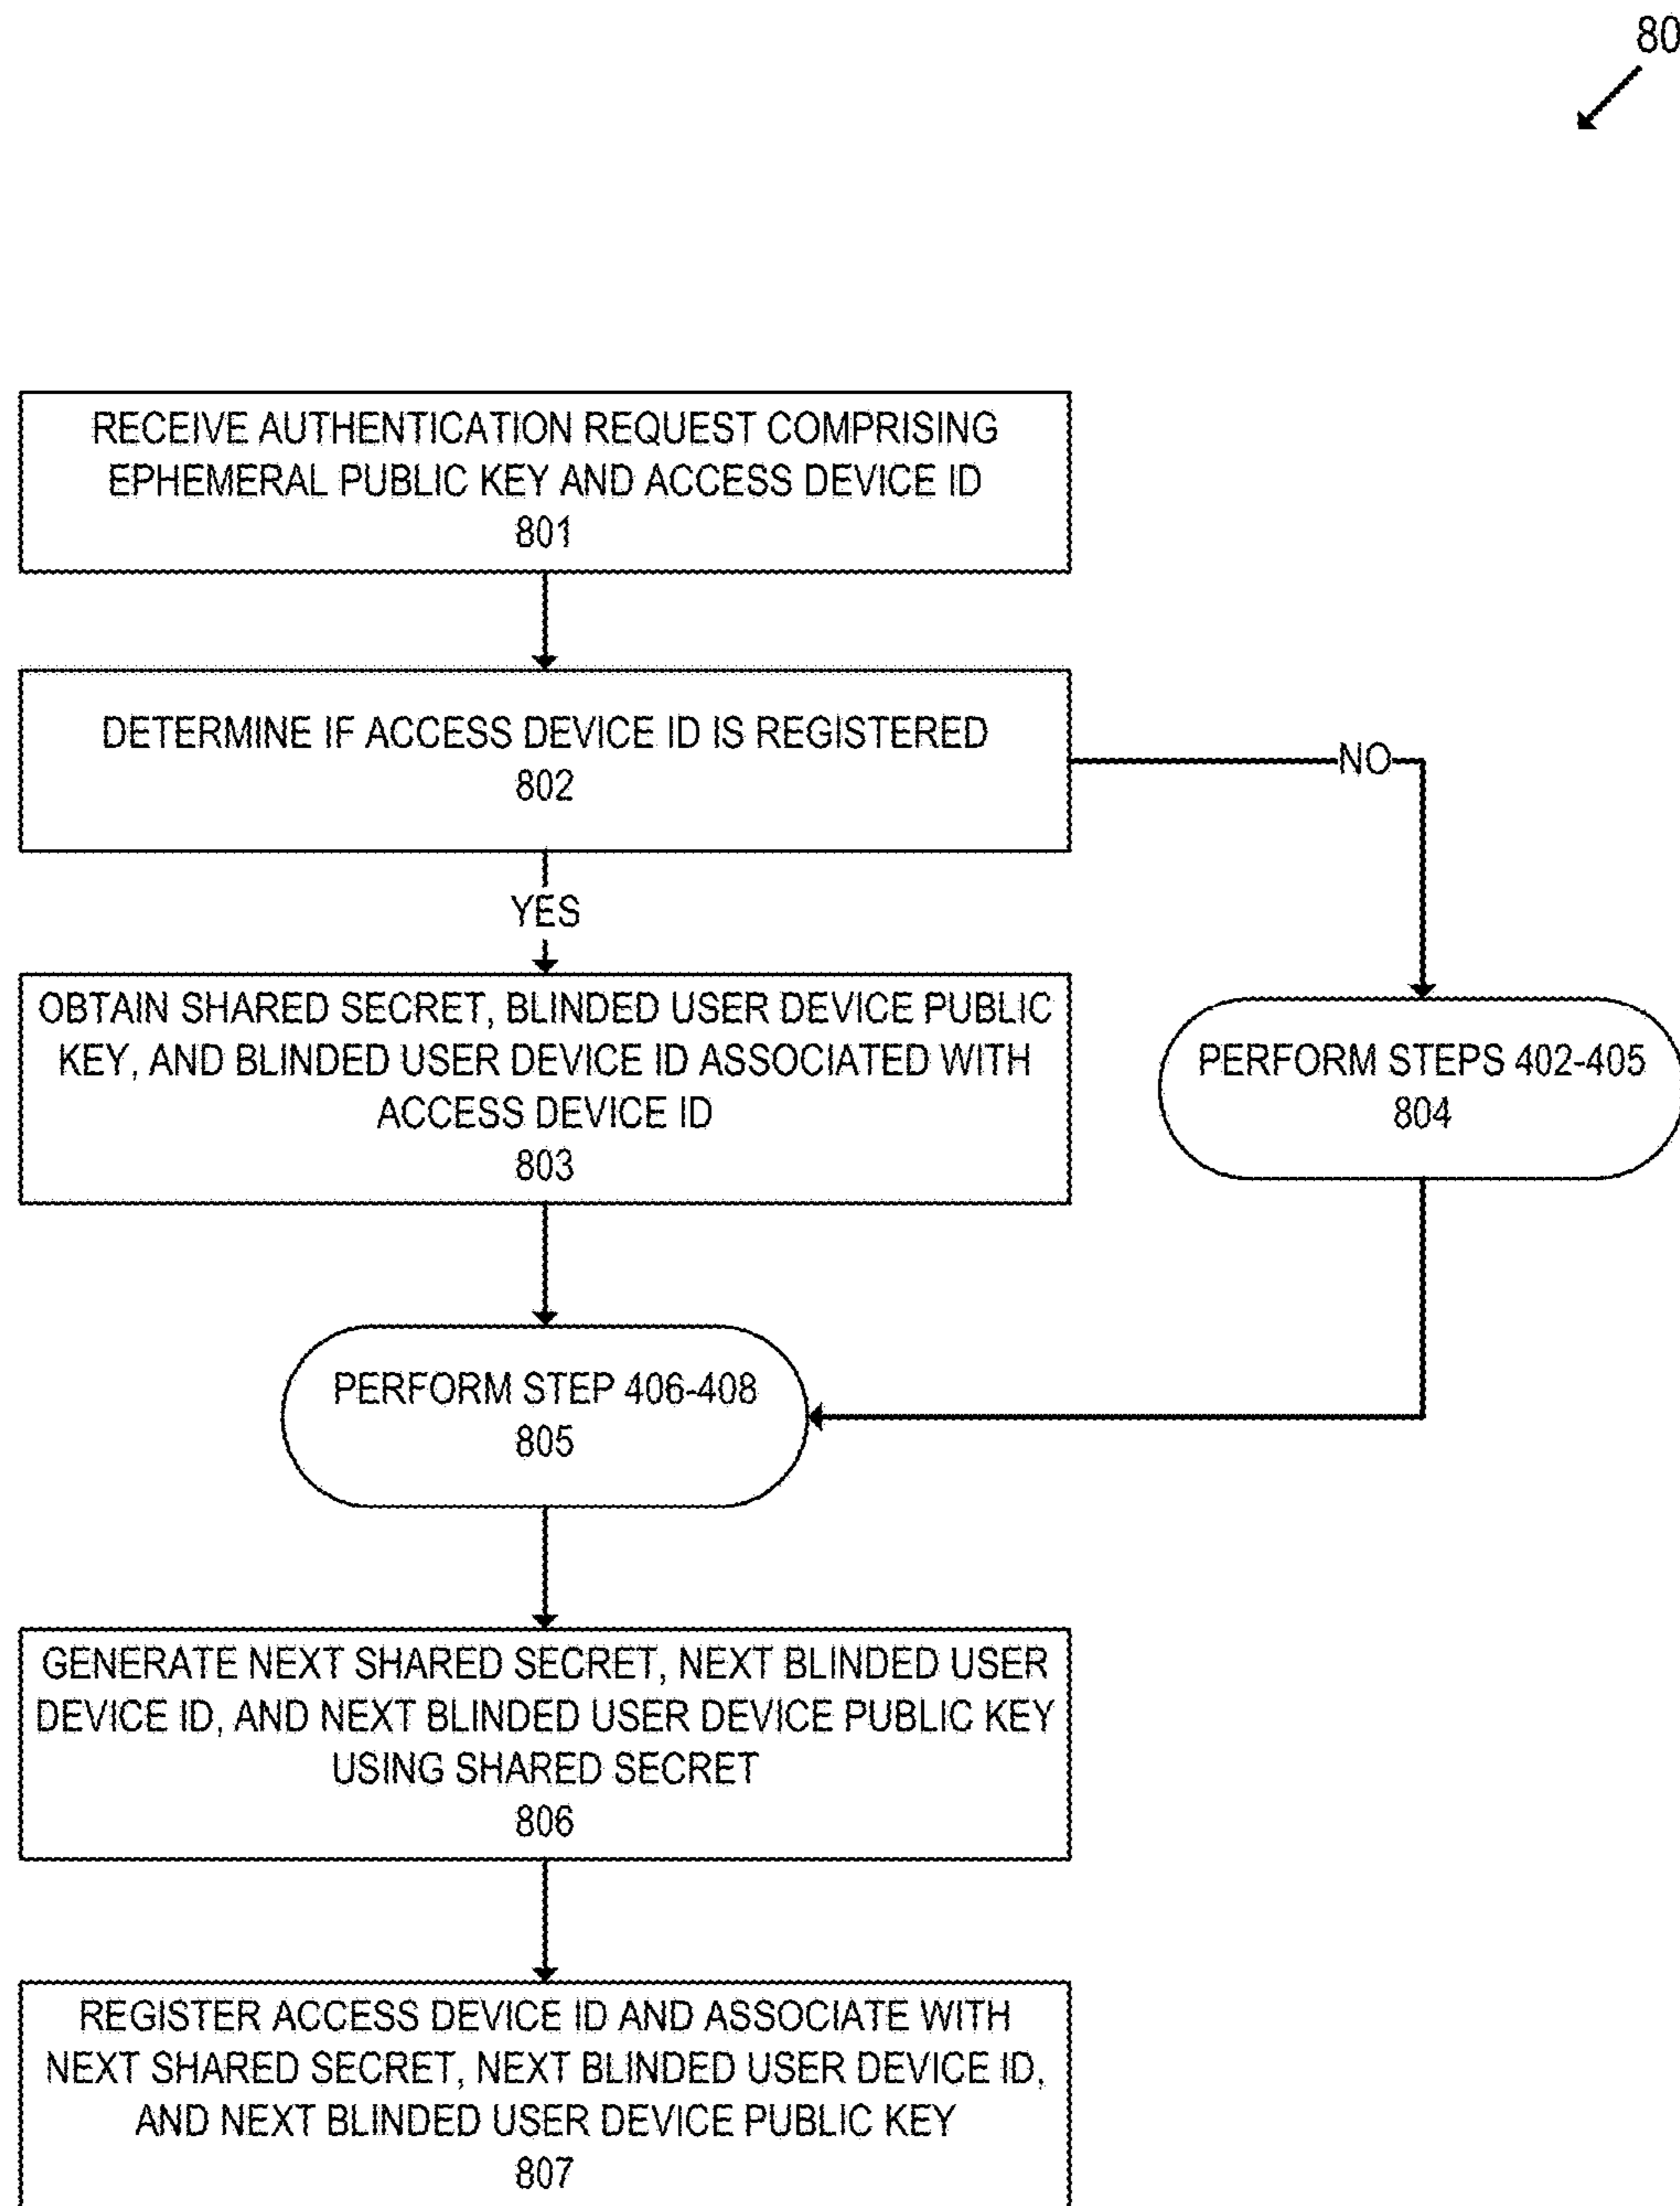 80
RECEIVE AUTHENTICATION REQUEST COMPRISING
EPHEMERAL PUBLIC KEY AND ACCESS DEVICE ID
801
DETERMINE IF ACCESS DEVICE ID IS REGISTERED
802
NO
YES
OBTAIN SHARED SECRET, BLINDED USER DEVICE PUBLIC
KEY, AND BLINDED USER DEVICE ID ASSOCIATED WITH
ACCESS DEVICE ID
803
PERFORM STEPS 402-405
804
PERFORM STEP 406-408
805
GENERATE NEXT SHARED SECRET, NEXT BLINDED USER
DEVICE ID, AND NEXT BLINDED USER DEVICE PUBLIC KEY
USING SHARED SECRET
806
REGISTER ACCESS DEVICE ID AND ASSOCIATE WITH
NEXT SHARED SECRET, NEXT BLINDED USER DEVICE ID,
AND NEXT BLINDED USER DEVICE PUBLIC KEY
807